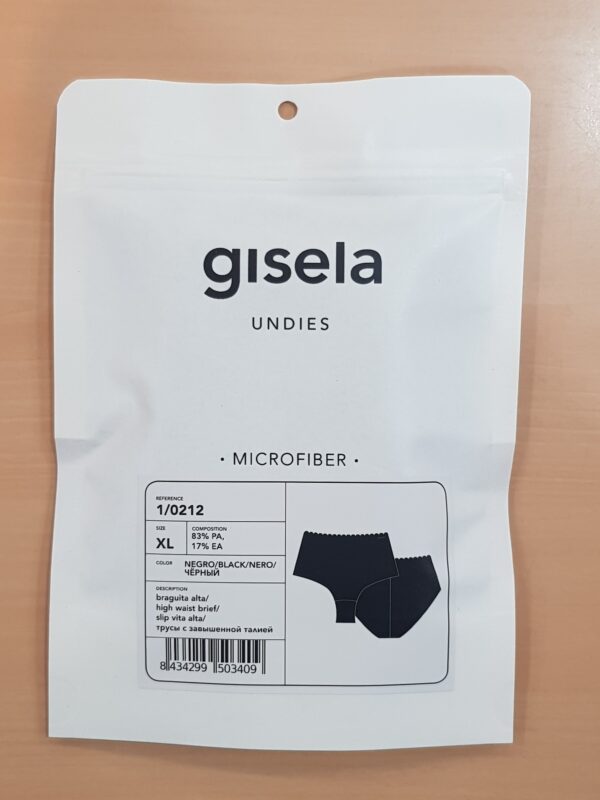 gisela
UNDIES
· MICROFIBER ·
REFERENCE
1/0212
SIZE
XL
COMPOSITION
83% PA,
17% EA
COLOR
NEGRO/BLACK/NERO/
ЧЁРНЫЙ
DESCRIPTION
braguita alta/
high waist brief/
slip vita alta/
трусы с завышенной талией
8 434299 503409